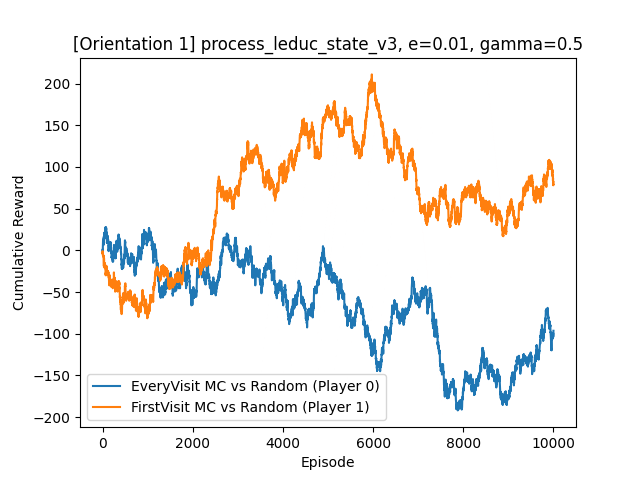 [Orientation 1] process_leduc_state_v3, e=0.01, gamma=0.5
Cumulative Reward
200
150
100
50
0
−50
−100
−150
−200
EveryVisit MC vs Random (Player 0)
FirstVisit MC vs Random (Player 1)
0 2000 4000 6000 8000 10000
Episode